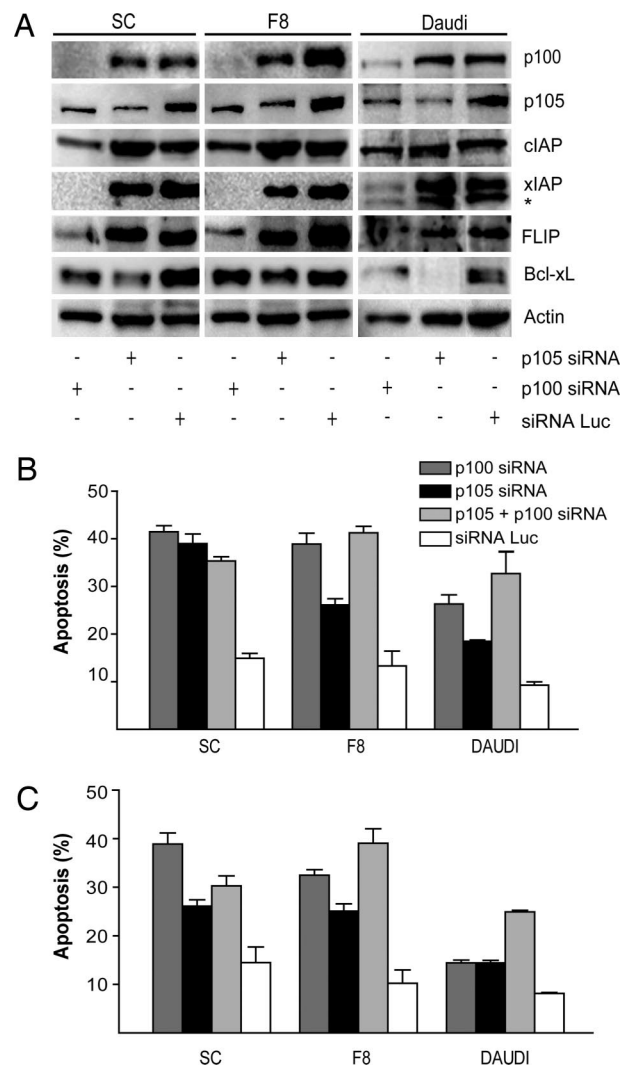 A
SC F8 Daudi
p100
p105
cIAP
xIAP
*
FLIP
Bcl-xL
Actin
- + - - + - - + - p105 siRNA
+ - - + - - + - - p100 siRNA
- - + - - + - - + siRNA Luc
B
p100 siRNA
p105 siRNA
p105 + p100 siRNA
siRNA Luc
Apoptosis (%)
50
40
30
20
10
SC F8 DAUDI
C
Apoptosis (%)
50
40
30
20
10
SC F8 DAUDI